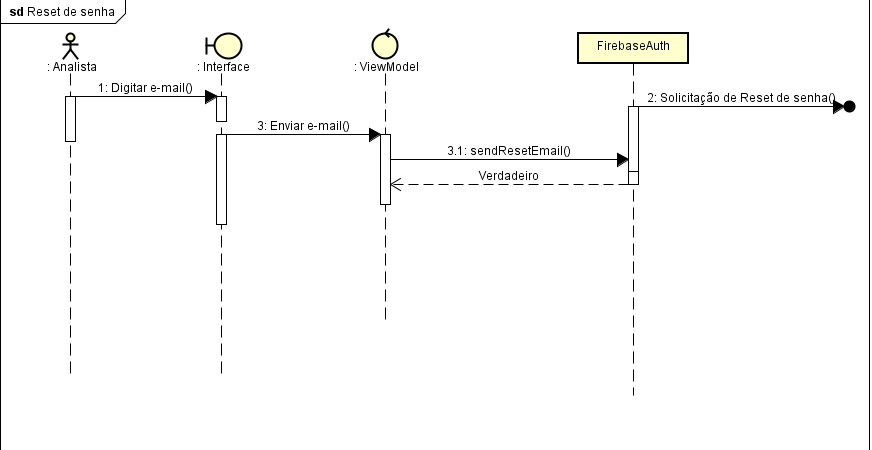 sd Reset de senha
: Analista
: Interface
: ViewModel
FirebaseAuth
1: Digitar e-mail()
2: Solicitação de Reset de senha()
3: Enviar e-mail()
3.1: sendResetEmail()
Verdadeiro